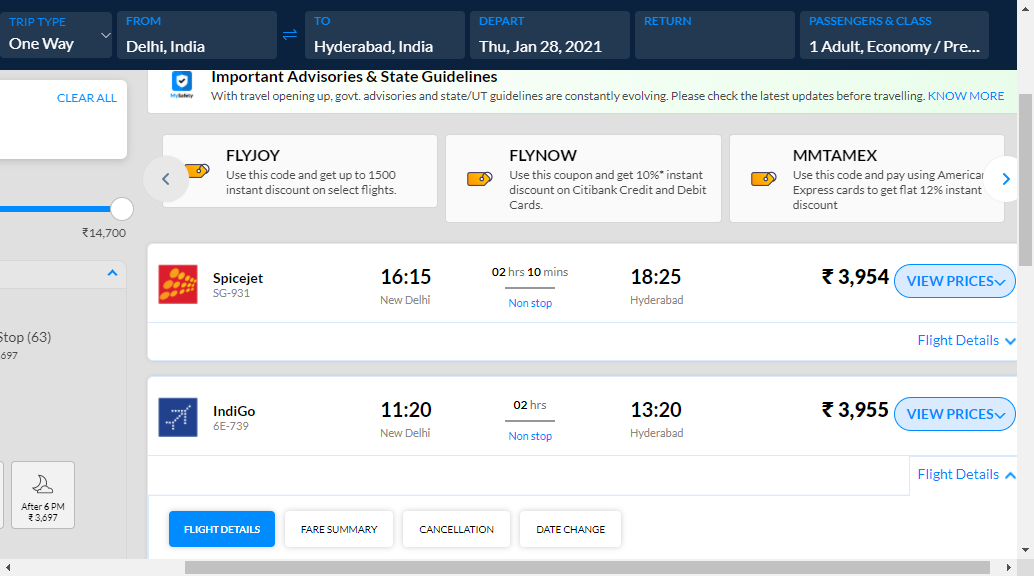 TRIP TYPE
One Way
FROM
Delhi, India
TO
Hyderabad, India
DEPART
Thu, Jan 28, 2021
RETURN
PASSENGERS & CLASS
1 Adult, Economy / Pre...
CLEAR ALL
Important Advisories & State Guidelines
With travel opening up, govt. advisories and state/UT guidelines are constantly evolving. Please check the latest updates before travelling. KNOW MORE
MySafety
FLYJOY
Use this code and get up to 1500
instant discount on select flights.
FLYNOW
Use this coupon and get 10%* instant
discount on Citibank Credit and Debit
Cards.
MMTAMEX
Use this code and pay using American
Express cards to get flat 12% instant
discount
₹14,700
Stop (63)
,697
After 6 PM
₹ 3,697
Spicejet
SG-931
16:15
New Delhi
02 hrs 10 mins
Non stop
18:25
Hyderabad
₹ 3,954
VIEW PRICES
Flight Details
IndiGo
6E-739
11:20
New Delhi
02 hrs
Non stop
13:20
Hyderabad
₹ 3,955
VIEW PRICES
Flight Details
FLIGHT DETAILS
FARE SUMMARY
CANCELLATION
DATE CHANGE